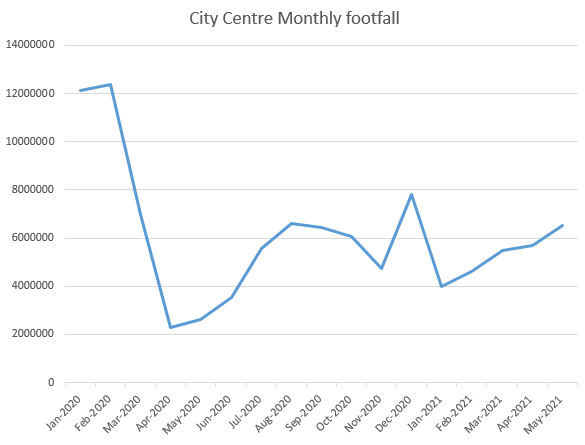 City Centre Monthly footfall
14000000
12000000
10000000
8000000
6000000
4000000
2000000
0
Jan-2020
Feb-2020
Mar-2020
Apr-2020
May-2020
Jun-2020
Jul-2020
Aug-2020
Sep-2020
Oct-2020
Nov-2020
Dec-2020
Jan-2021
Feb-2021
Mar-2021
Apr-2021
May-2021